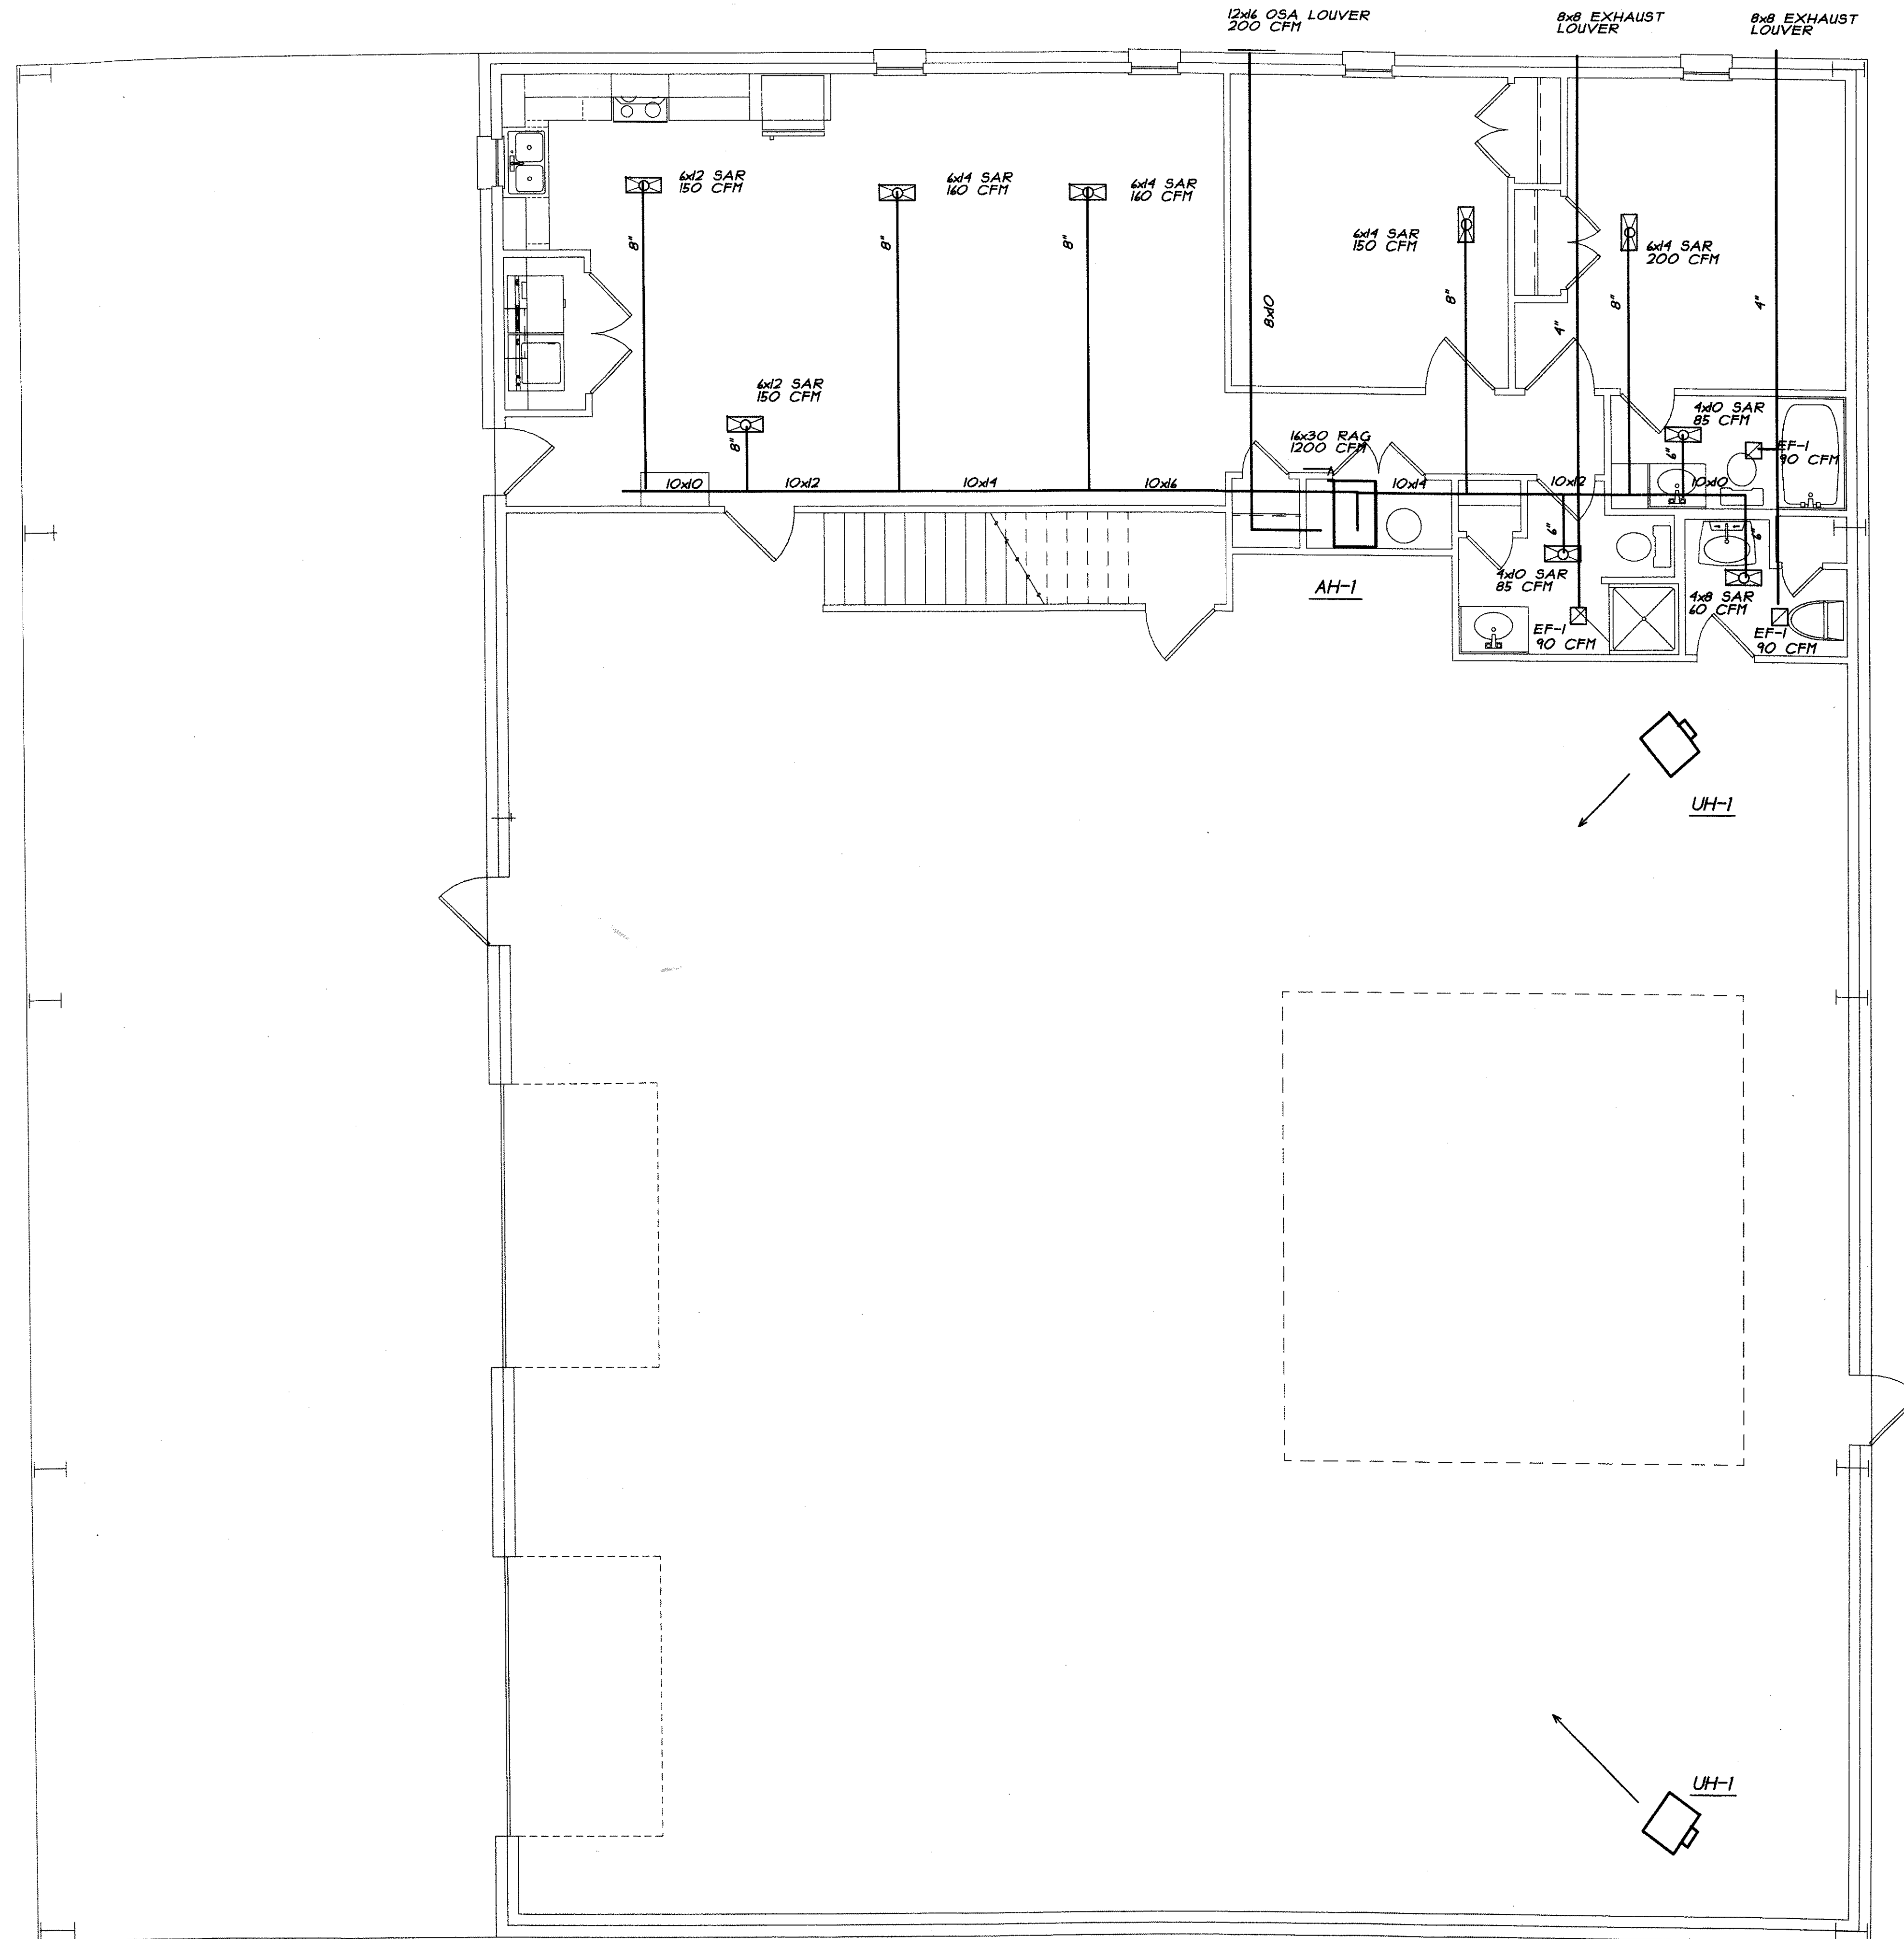 12x16 OSA LOUVER
200 CFM
8x8 EXHAUST
LOUVER
8x8 EXHAUST
LOUVER
6x12 SAR
150 CFM
6x14 SAR
160 CFM
6x14 SAR
160 CFM
6x14 SAR
150 CFM
6x14 SAR
200 CFM
8"
8"
8"
8x10
8"
4"
8"
4"
6x12 SAR
150 CFM
8"
16x30 RAG
1200 CFM
4x10 SAR
85 CFM
6"
EF-1
90 CFM
10x10
10x12
10x14
10x16
10x14
10x12
10x10
6"
6"
4x10 SAR
85 CFM
AH-1
4x8 SAR
60 CFM
EF-1
90 CFM
EF-1
90 CFM
UH-1
UH-1